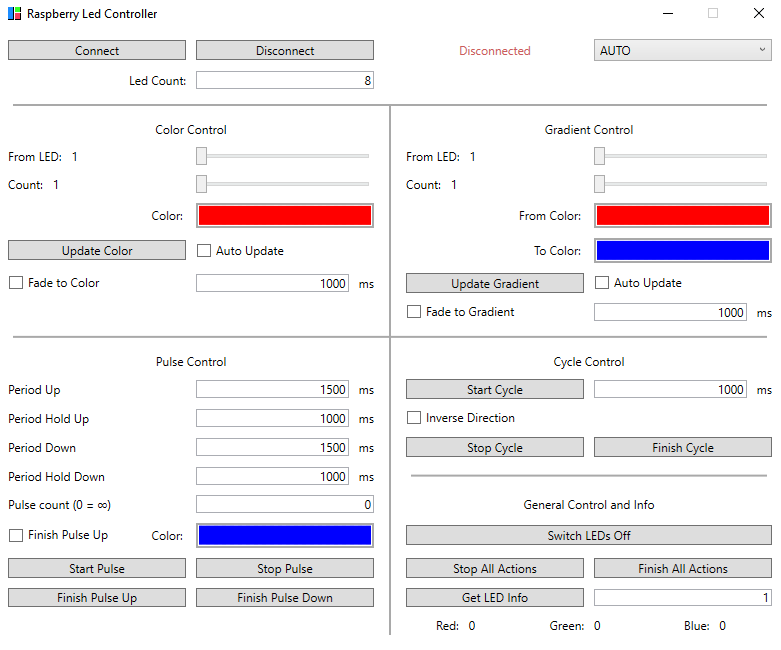 Raspberry Led Controller
Connect Disconnect Disconnected AUTO
Led Count: 8
Color Control
From LED: 1
Count: 1
Color:
Update Color Auto Update
Fade to Color 1000 ms
Gradient Control
From LED: 1
Count: 1
From Color:
To Color:
Update Gradient Auto Update
Fade to Gradient 1000 ms
Pulse Control
Period Up 1500 ms
Period Hold Up 1000 ms
Period Down 1500 ms
Period Hold Down 1000 ms
Pulse count (0 = ∞) 0
Finish Pulse Up Color:
Start Pulse Stop Pulse
Finish Pulse Up Finish Pulse Down
Cycle Control
Start Cycle 1000 ms
Inverse Direction
Stop Cycle Finish Cycle
General Control and Info
Switch LEDs Off
Stop All Actions Finish All Actions
Get LED Info 1
Red: 0 Green: 0 Blue: 0